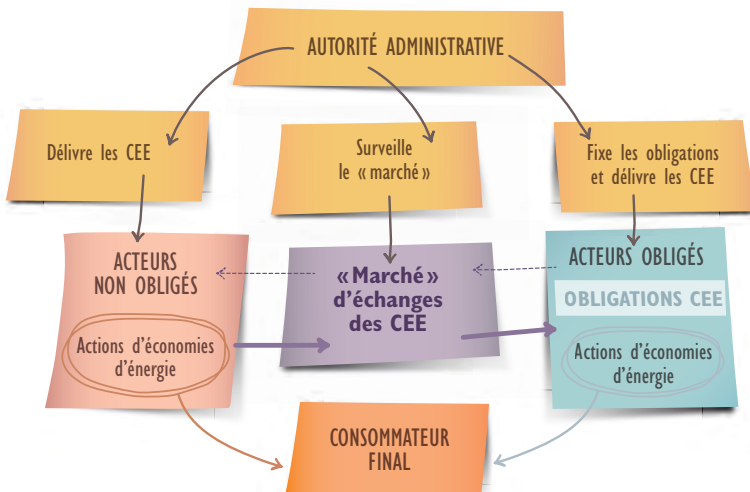 AUTORITÉ ADMINISTRATIVE
Délivre les CEE
Surveille
le « marché »
Fixe les obligations
et délivre les CEE
ACTEURS
NON OBLIGÉS
Actions d'économies
d'énergie
« Marché »
d'échanges
des CEE
ACTEURS OBLIGÉS
OBLIGATIONS CEE
Actions d'économies
d'énergie
CONSOMMATEUR
FINAL